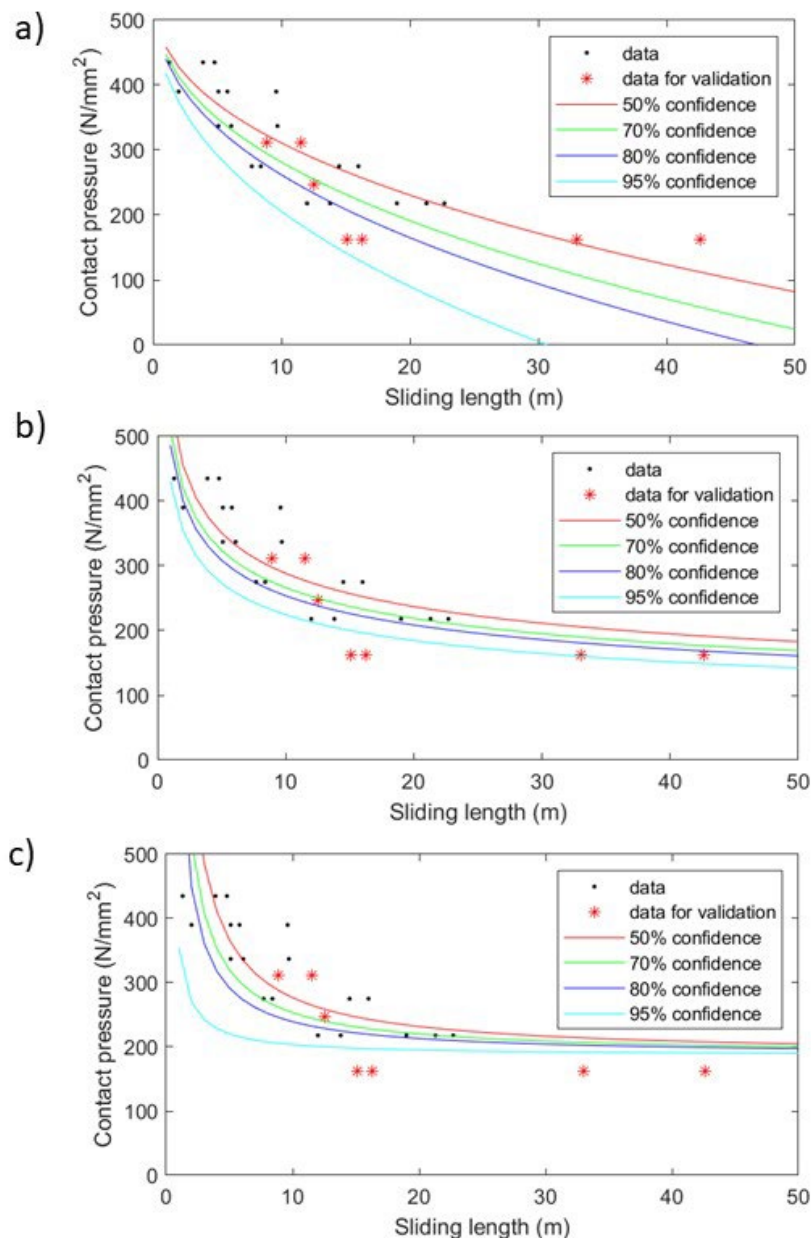 a)
500
400
300
200
100
0
Contact pressure (N/mm²)
data
data for validation
50% confidence
70% confidence
80% confidence
95% confidence
0 10 20 30 40 50
Sliding length (m)
b)
500
400
300
200
100
0
Contact pressure (N/mm²)
data
data for validation
50% confidence
70% confidence
80% confidence
95% confidence
0 10 20 30 40 50
Sliding length (m)
c)
500
400
300
200
100
0
Contact pressure (N/mm²)
data
data for validation
50% confidence
70% confidence
80% confidence
95% confidence
0 10 20 30 40 50
Sliding length (m)